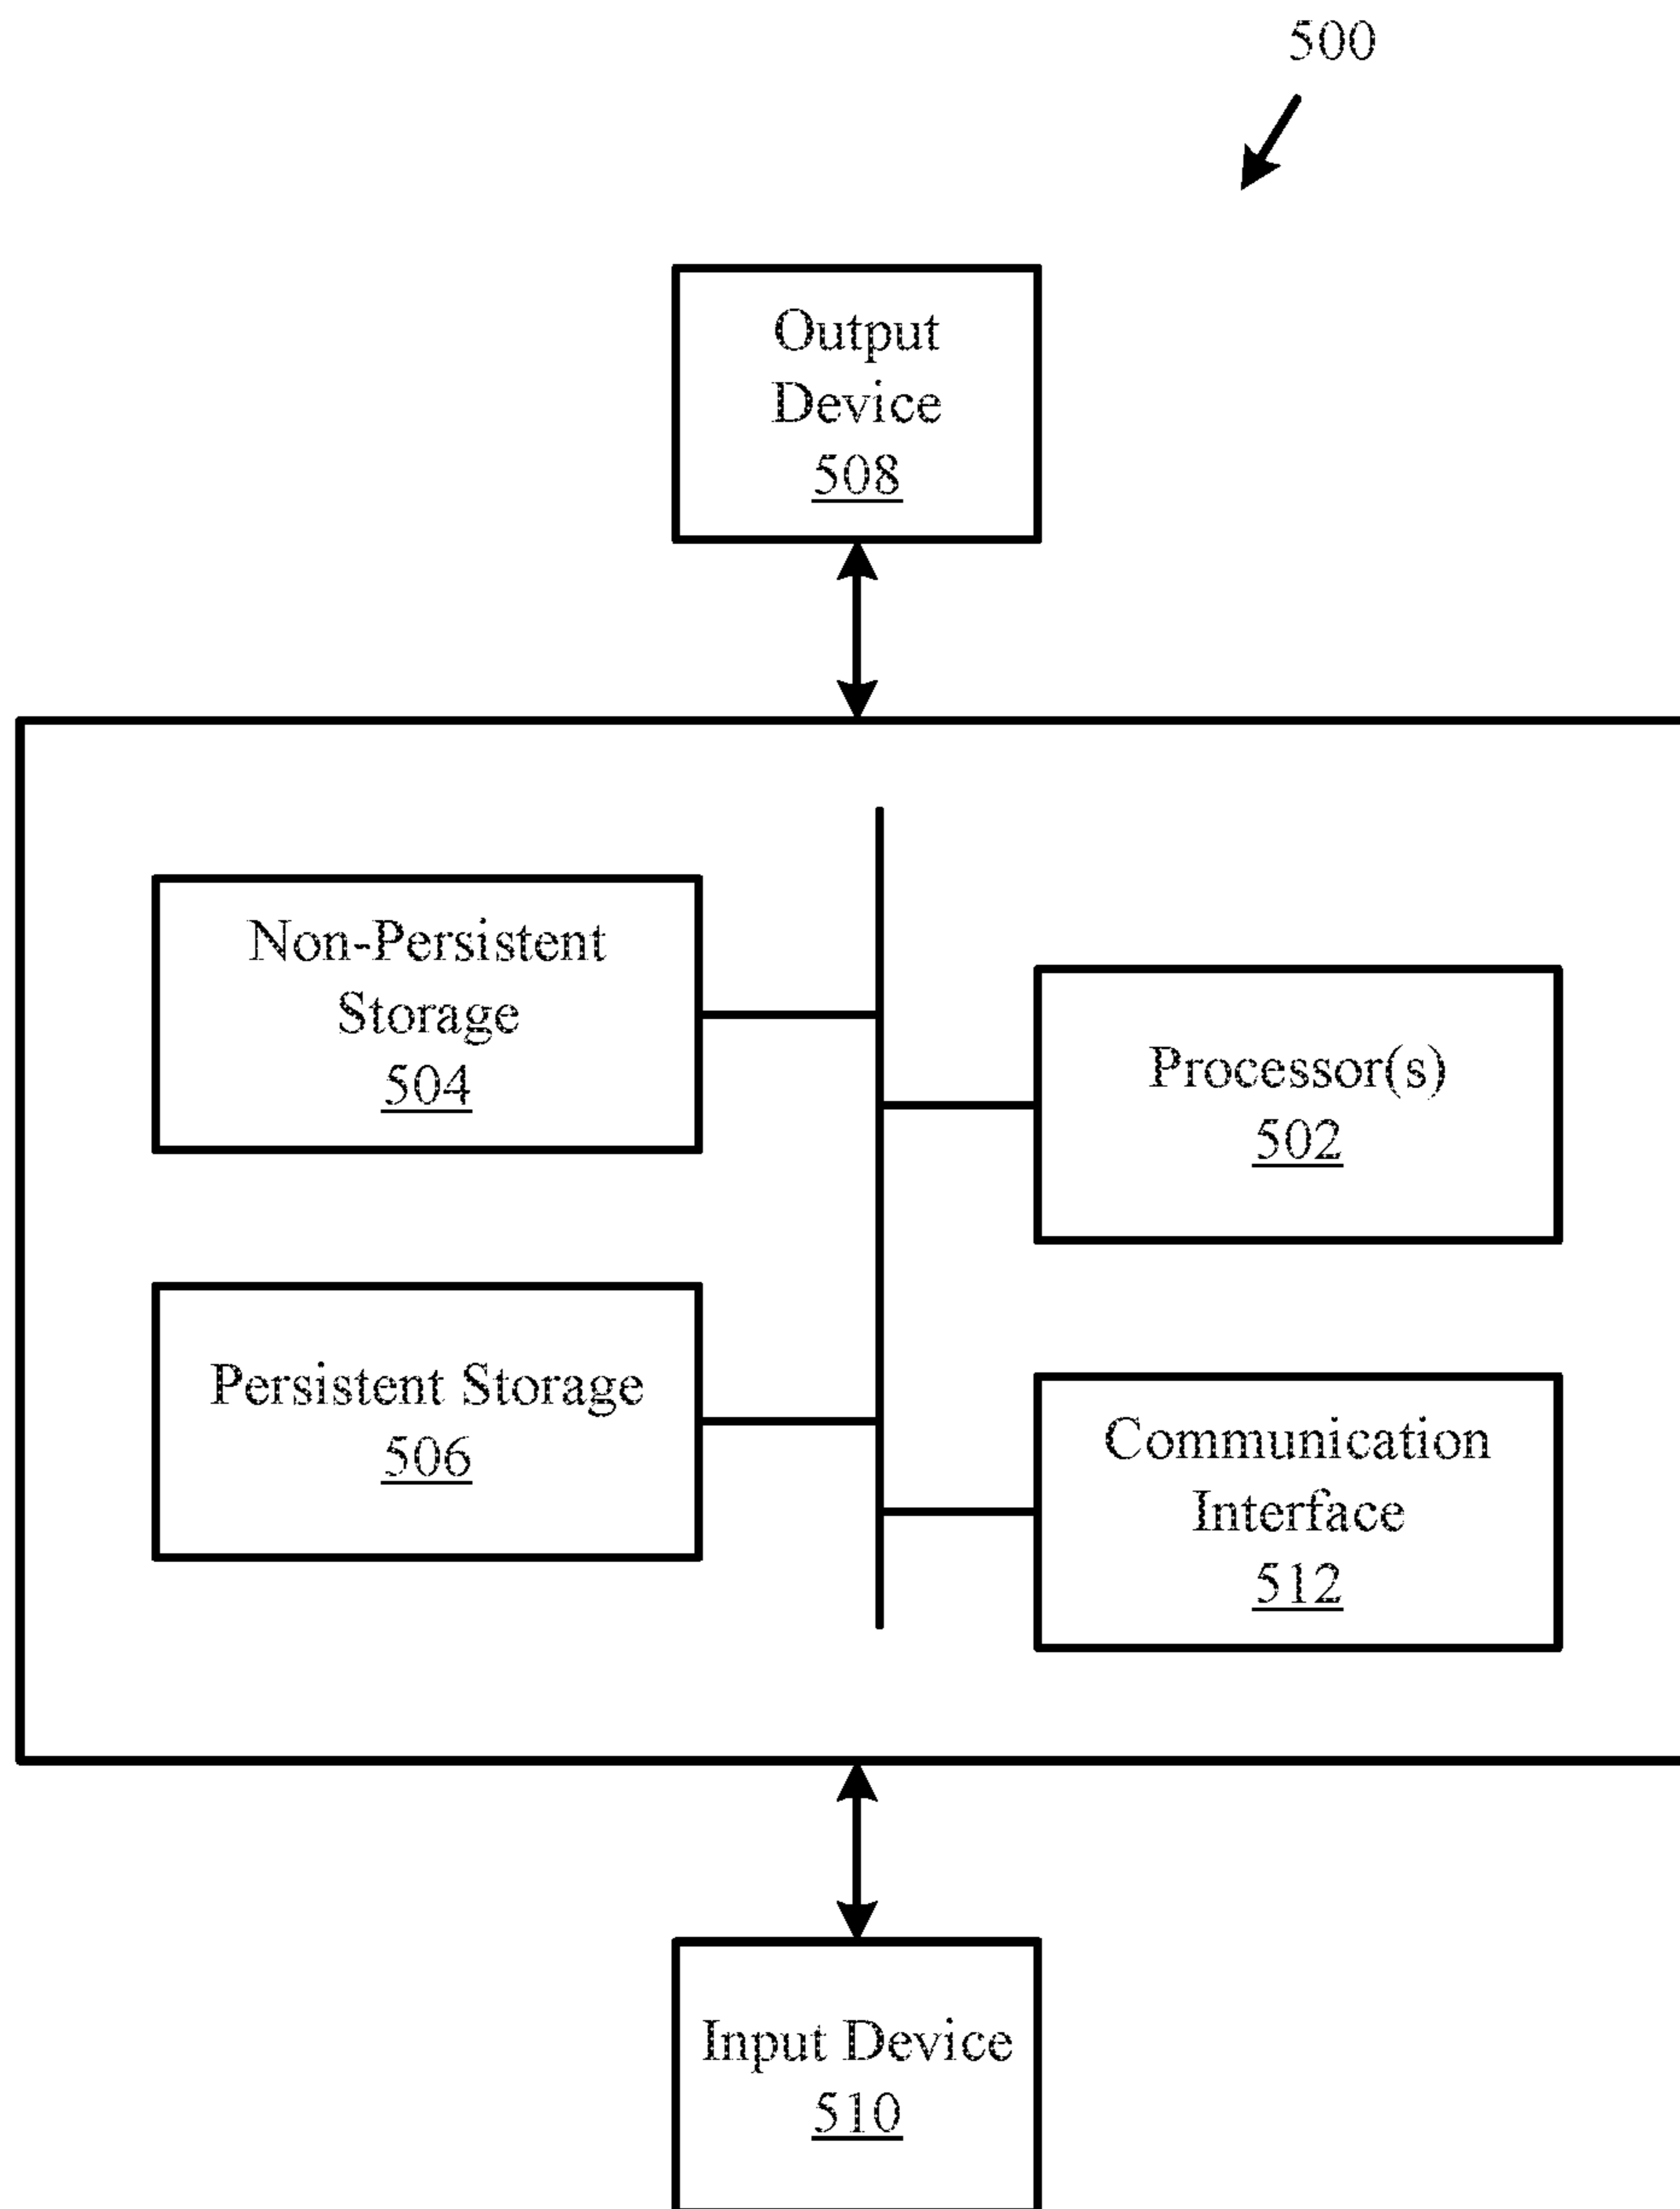 500
Output
Device
508
Non-Persistent
Storage
504
Processor(s)
502
Persistent Storage
506
Communication
Interface
512
Input Device
510